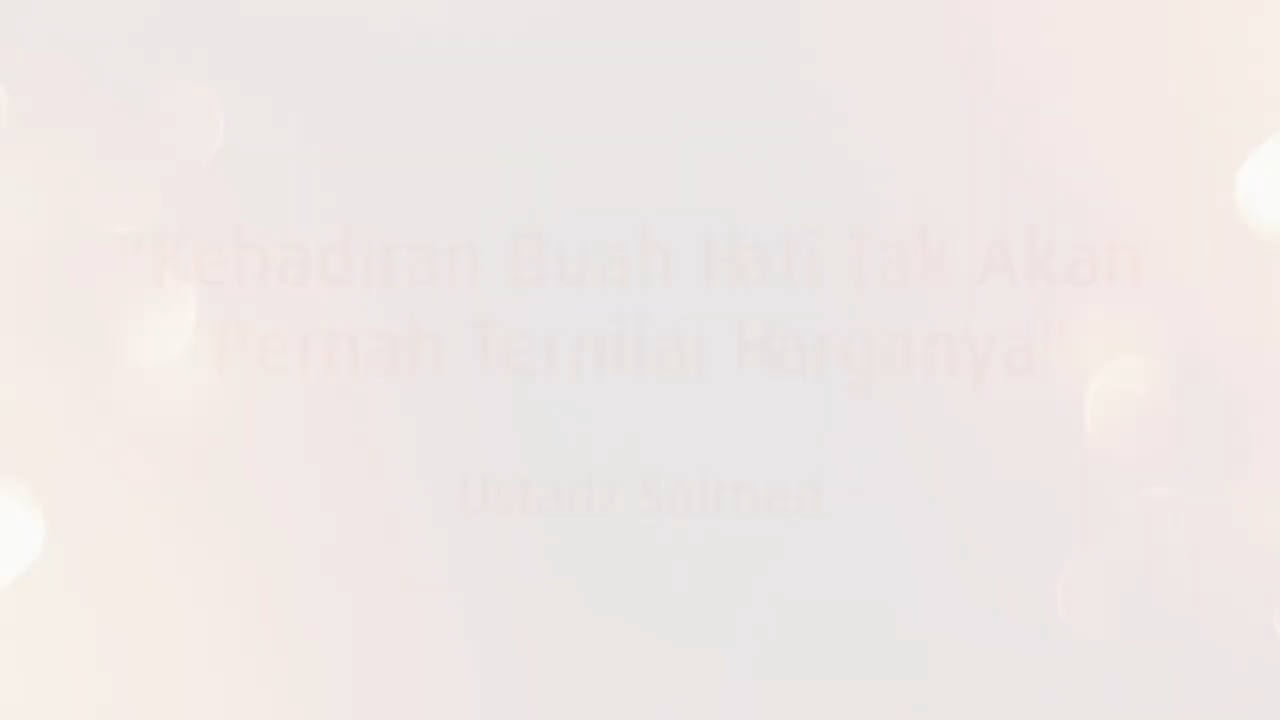 "Kehadiran Buah Hati Tak Akan
Pernah Ternilai Harganya"
Ustadz Solmed